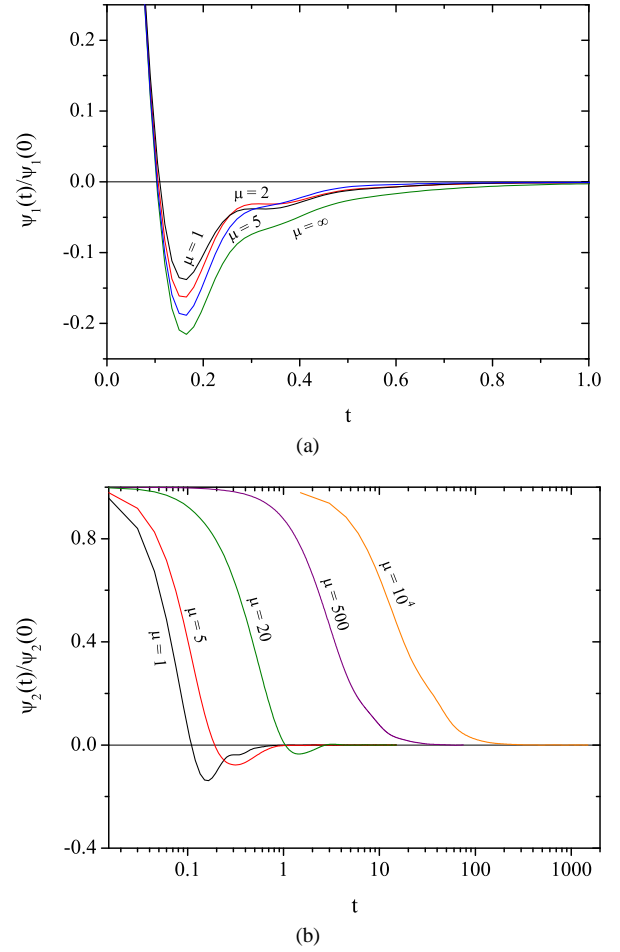 0.2
0.1
0.0
-0.1
-0.2
ψ₁(t)/ψ₁(0)
μ = 1
μ = 2
μ = 5
μ = ∞
0.0 0.2 0.4 0.6 0.8 1.0
t
(a)
0.8
0.4
0.0
-0.4
ψ₂(t)/ψ₂(0)
μ = 1
μ = 5
μ = 20
μ = 500
μ = 10⁴
0.1 1 10 100 1000
t
(b)